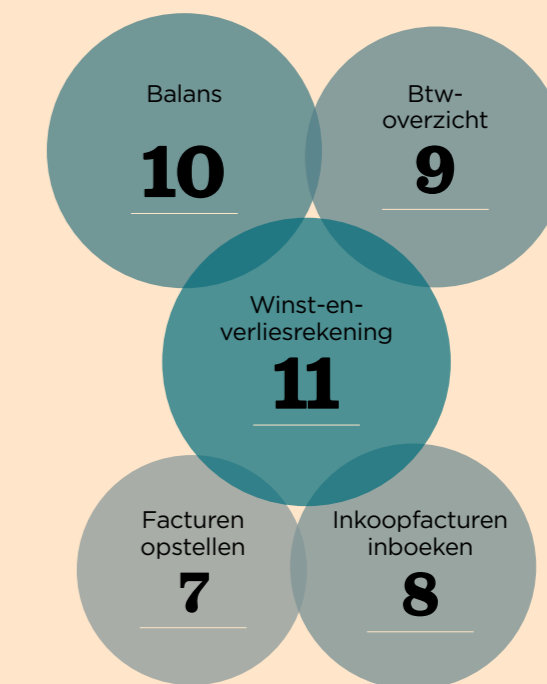 Balans
10
Btw-
overzicht
9
Winst-en-
verliesrekening
11
Facturen
opstellen
7
Inkoopfacturen
inboeken
8